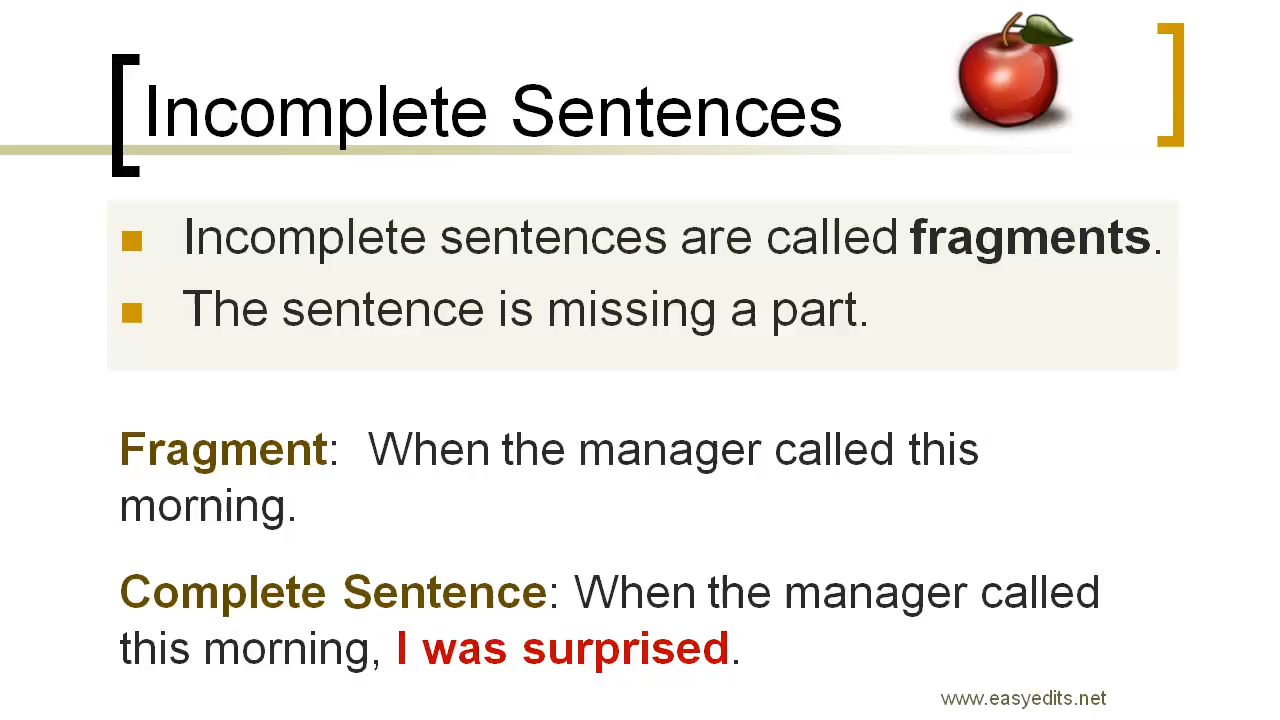 Incomplete Sentences
Incomplete sentences are called fragments.
The sentence is missing a part.
Fragment: When the manager called this
morning.
Complete Sentence: When the manager called
this morning, I was surprised.
www.easyedits.net